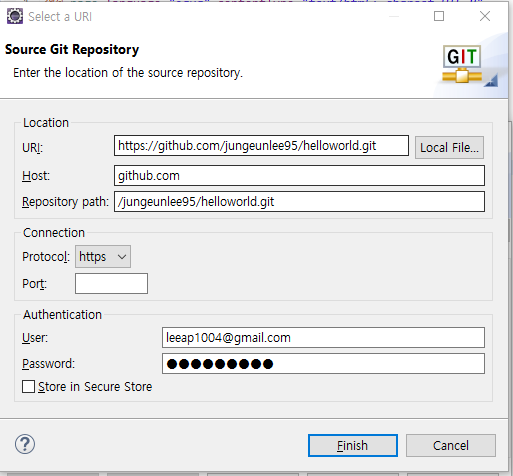 Select a URI
Source Git Repository
Enter the location of the source repository.
GIT
Location
URI:
https://github.com/jungeunlee95/helloworld.git
Local File...
Host:
github.com
Repository path:
/jungeunlee95/helloworld.git
Connection
Protocol:
https
Port:
Authentication
User:
leeap1004@gmail.com
Password:
●●●●●●●●●
Store in Secure Store
?
Finish
Cancel